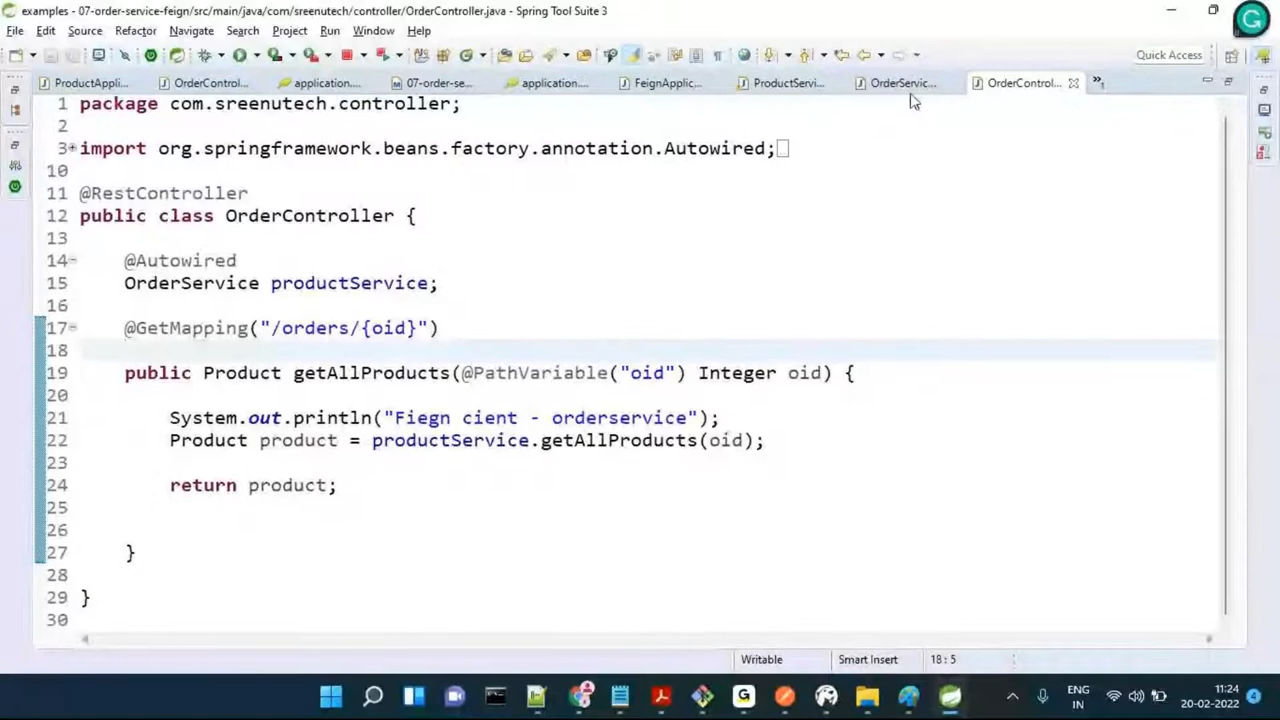 examples - 07-order-service-feign/src/main/java/com/sreenutech/controller/OrderController.java - Spring Tool Suite 3
File Edit Source Refactor Navigate Search Project Run Window Help
Quick Access
ProductAppli... OrderControl... application.... 07-order-se... application.... FeignApplic... ProductServi... OrderServic... OrderControl... »1
1 package com.sreenutech.controller;
2
3 import org.springframework.beans.factory.annotation.Autowired;
10
11 @RestController
12 public class OrderController {
13
14 @Autowired
15 OrderService productService;
16
17 @GetMapping("/orders/{oid}")
18
19 public Product getAllProducts(@PathVariable("oid") Integer oid) {
20
21 System.out.println("Fiegn cient - orderservice");
22 Product product = productService.getAllProducts(oid);
23
24 return product;
25
26
27 }
28
29 }
30
Writable Smart Insert 18 : 5
ENG
IN
11:24
20-02-2022
4